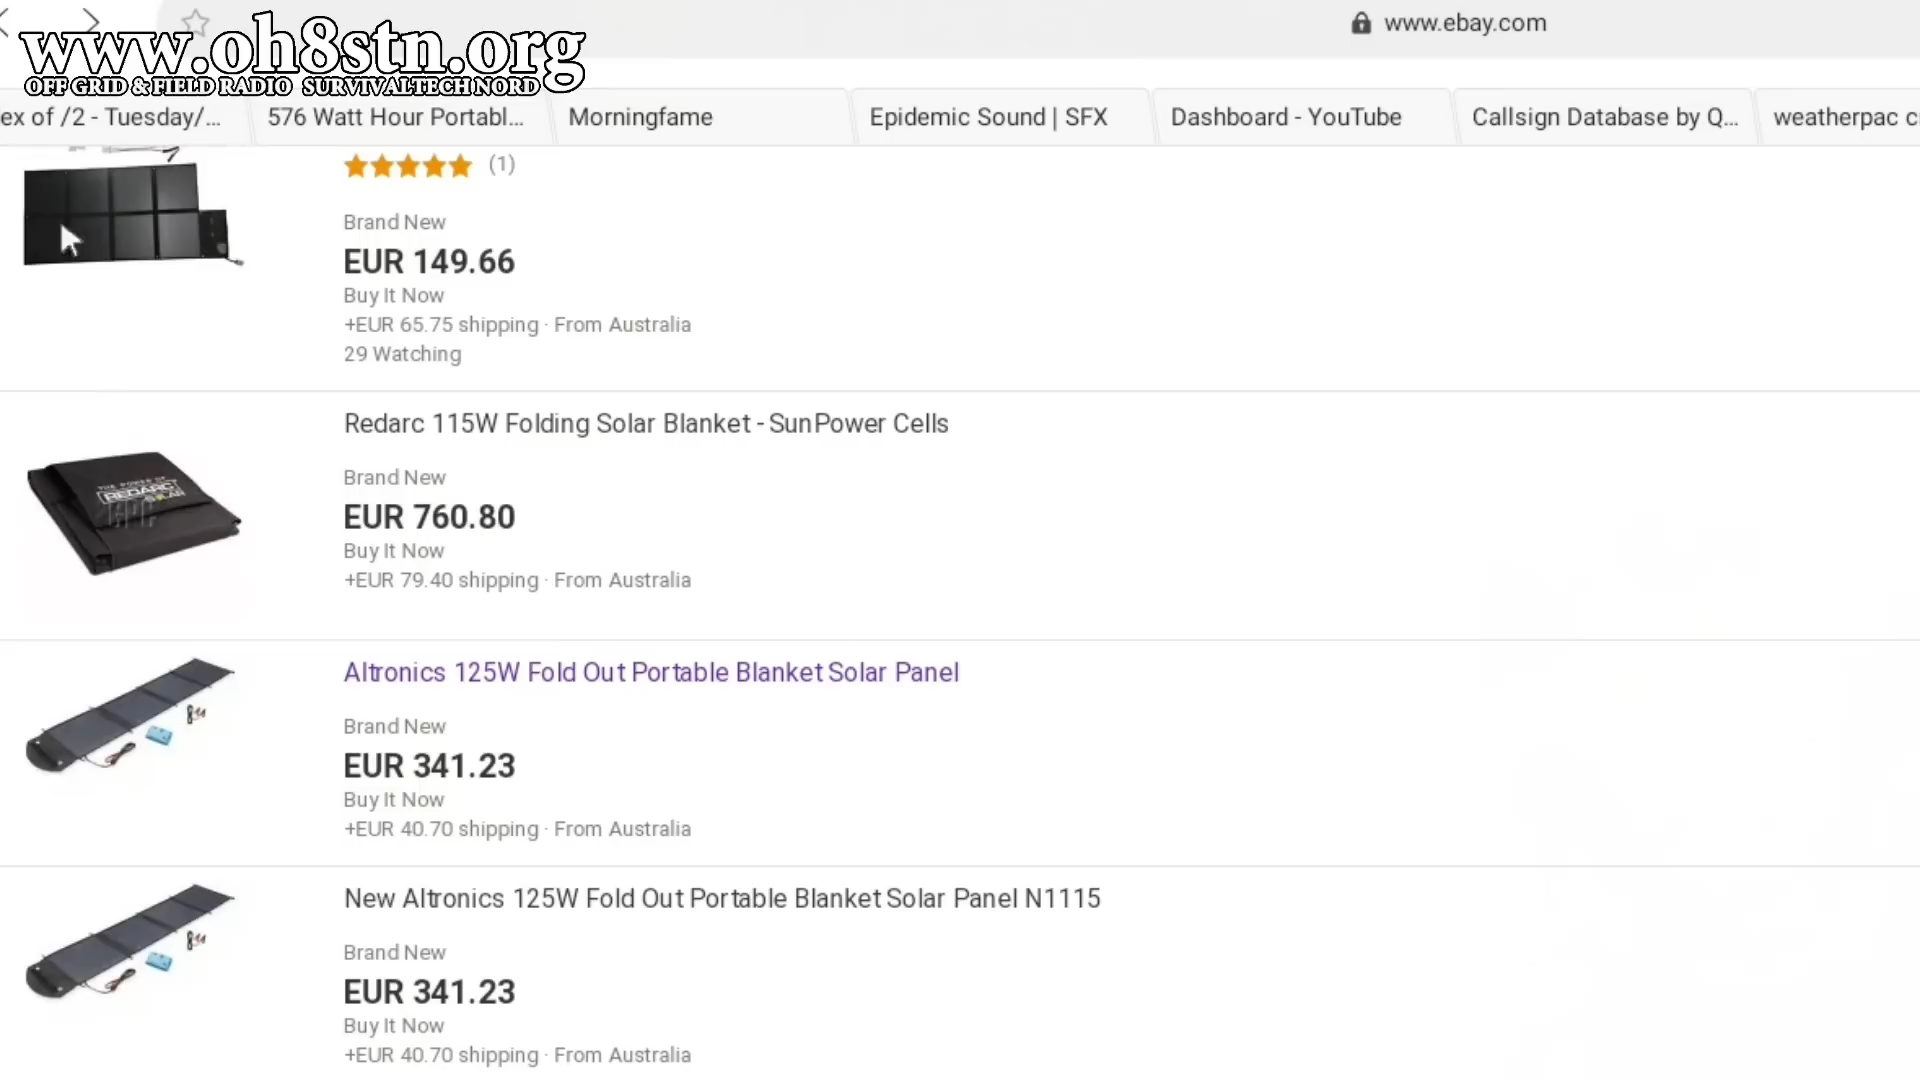 www.oh8stn.org
OFF GRID & FIELD RADIO SURVIVALTECH NORD
www.ebay.com
ex of /2 - Tuesday/...
576 Watt Hour Portabl...
Morningfame
Epidemic Sound | SFX
Dashboard - YouTube
Callsign Database by Q...
weatherpac c
(1)
Brand New
EUR 149.66
Buy It Now
+EUR 65.75 shipping · From Australia
29 Watching
THE POWER OF
REDARC
Redarc 115W Folding Solar Blanket - SunPower Cells
Brand New
EUR 760.80
Buy It Now
+EUR 79.40 shipping · From Australia
Altronics 125W Fold Out Portable Blanket Solar Panel
Brand New
EUR 341.23
Buy It Now
+EUR 40.70 shipping · From Australia
New Altronics 125W Fold Out Portable Blanket Solar Panel N1115
Brand New
EUR 341.23
Buy It Now
+EUR 40.70 shipping · From Australia